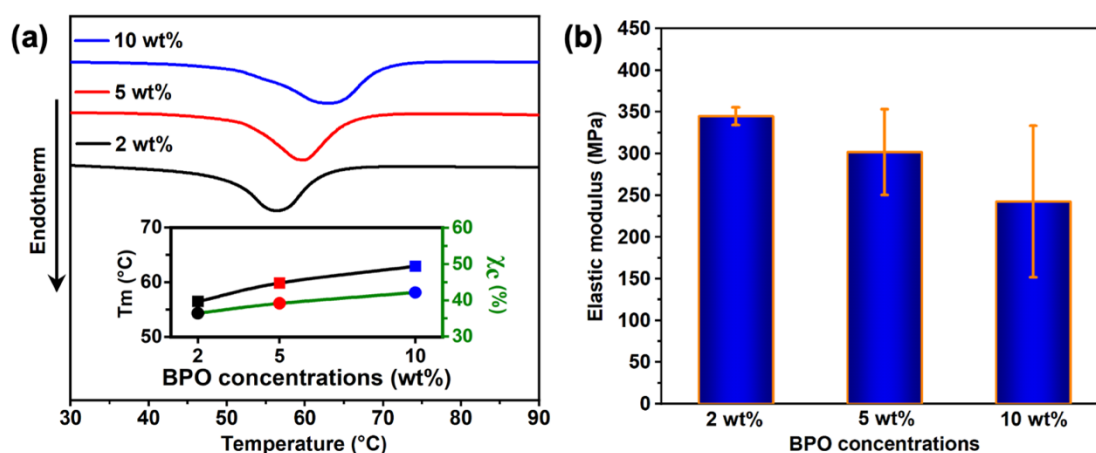 (a)
10 wt%
5 wt%
2 wt%
Endotherm
70
60
50
Tm (°C)
50
40
30
χc (%)
2 5 10
BPO concentrations (wt%)
30 40 50 60 70 80 90
Temperature (°C)
(b)
450
400
350
300
250
200
150
100
50
0
Elastic modulus (MPa)
2 wt% 5 wt% 10 wt%
BPO concentrations